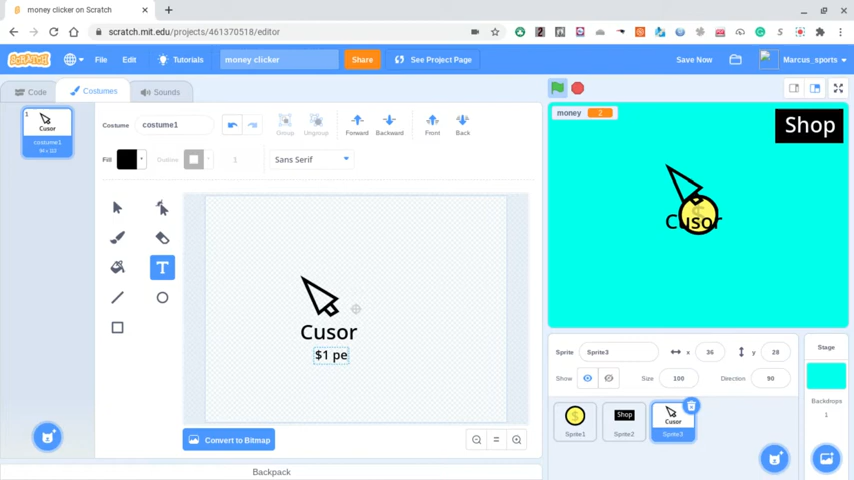 money clicker on Scratch
scratch.mit.edu/projects/461370518/editor
SCRATCH
File
Edit
Tutorials
money clicker
Share
See Project Page
Save Now
Marcus_sports
Code
Costumes
Sounds
1
Cusor
costume1
Costume
costume1
Group
Ungroup
Forward
Backward
Front
Back
Fill
Outline
1
Sans Serif
T
Cusor
$1 pe
Convert to Bitmap
Backpack
money 2
Shop
$
Cusor
Sprite
Sprite3
x
36
y
28
Show
Size
100
Direction
90
Stage
Backdrops
1
$
Sprite1
Shop
Sprite2
Cusor
Sprite3